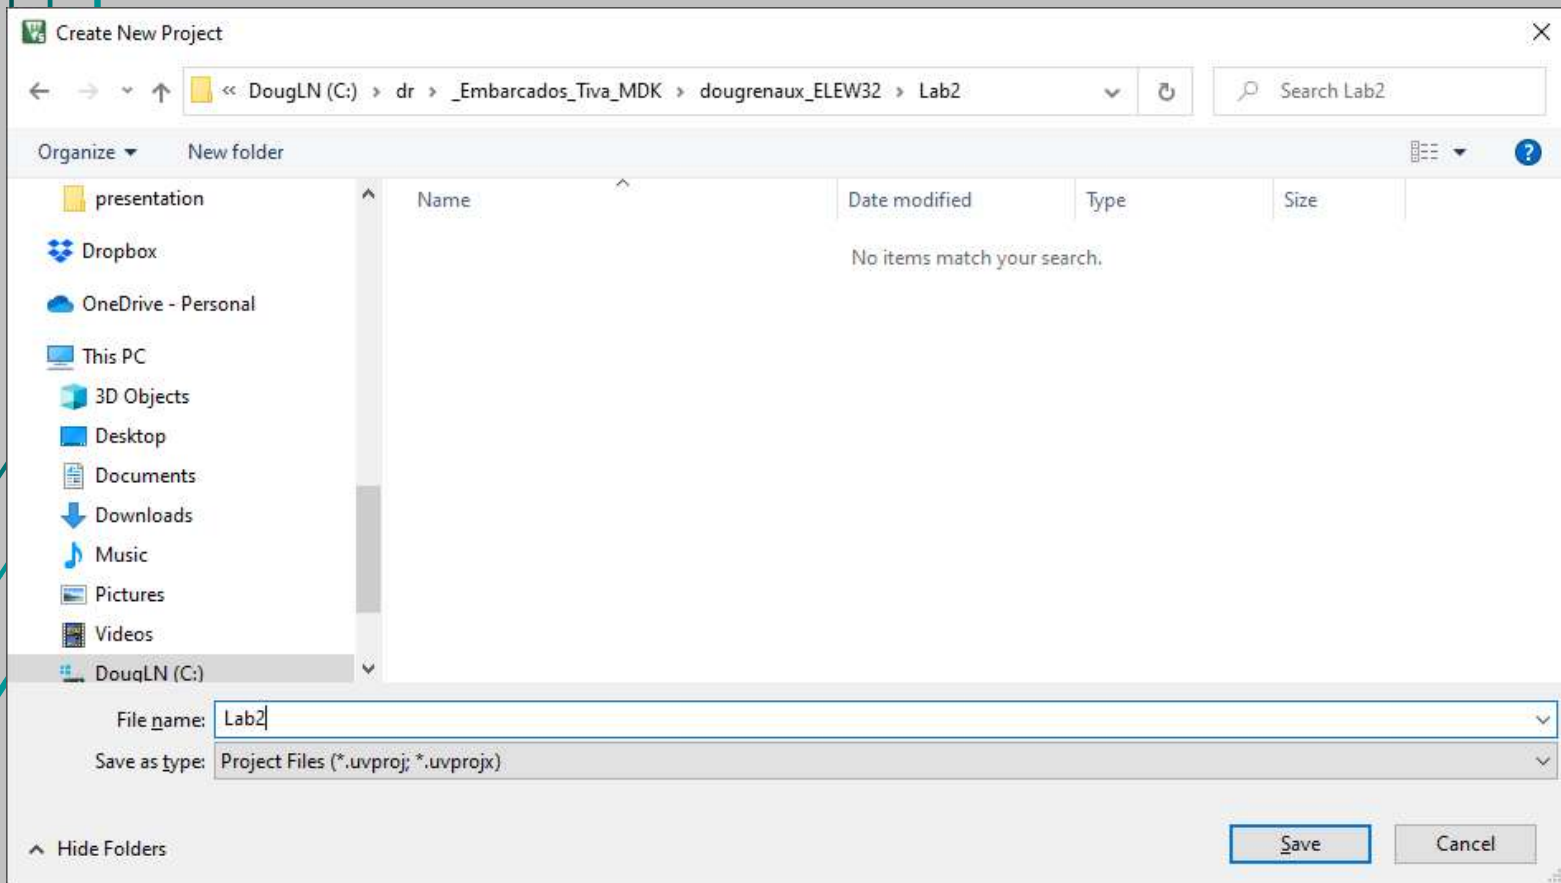 Create New Project
« DougLN (C:) › dr › _Embarcados_Tiva_MDK › dougrenaux_ELEW32 › Lab2
Search Lab2
Organize
New folder
?
presentation
Dropbox
OneDrive - Personal
This PC
3D Objects
Desktop
Documents
Downloads
Music
Pictures
Videos
DougLN (C:)
Name
Date modified
Type
Size
No items match your search.
File name: Lab2
Save as type: Project Files (*.uvproj; *.uvprojx)
Hide Folders
Save
Cancel